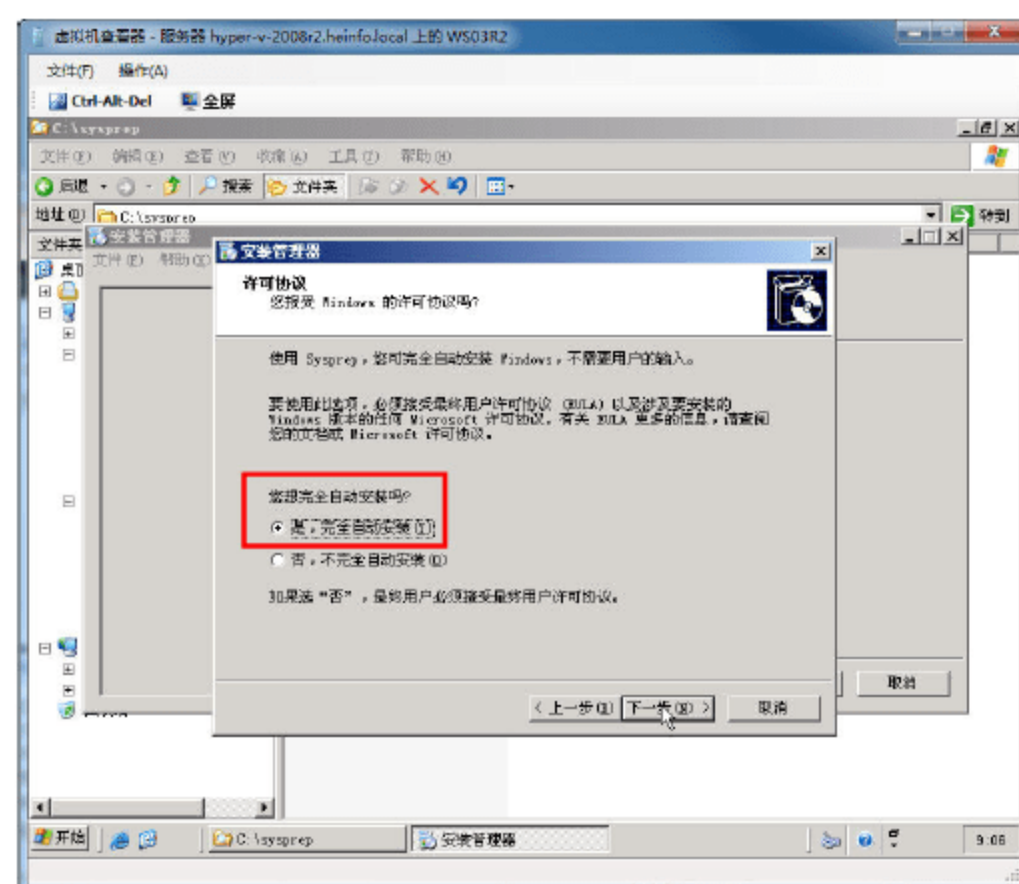 虚拟机查看器 - 服务器 hyper-v-2008r2.heinfo.local 上的 WS03R2
文件(F) 操作(A)
Ctrl-Alt-Del 全屏
C:\sysprep
文件(F) 编辑(E) 查看(V) 收藏(A) 工具(T) 帮助(H)
后退 搜索 文件夹
地址(D) C:\sysprep 转到
文件夹
安装管理器
文件(F) 帮助(H)
安装管理器
许可协议
您接受 Windows 的许可协议吗?
使用 Sysprep，您可完全自动安装 Windows，不需要用户的输入。
要使用此选项，必须接受最终用户许可协议 (EULA) 以及涉及要安装的
Windows 版本的任何 Microsoft 许可协议。有关 EULA 更多的信息，请查阅
您的文档或 Microsoft 许可协议。
您想完全自动安装吗?
是，完全自动安装(Y)
否，不完全自动安装(O)
如果选“否”，最终用户必须接受最终用户许可协议。
取消
< 上一步(B) 下一步(N) > 取消
开始 C:\sysprep 安装管理器 9:06